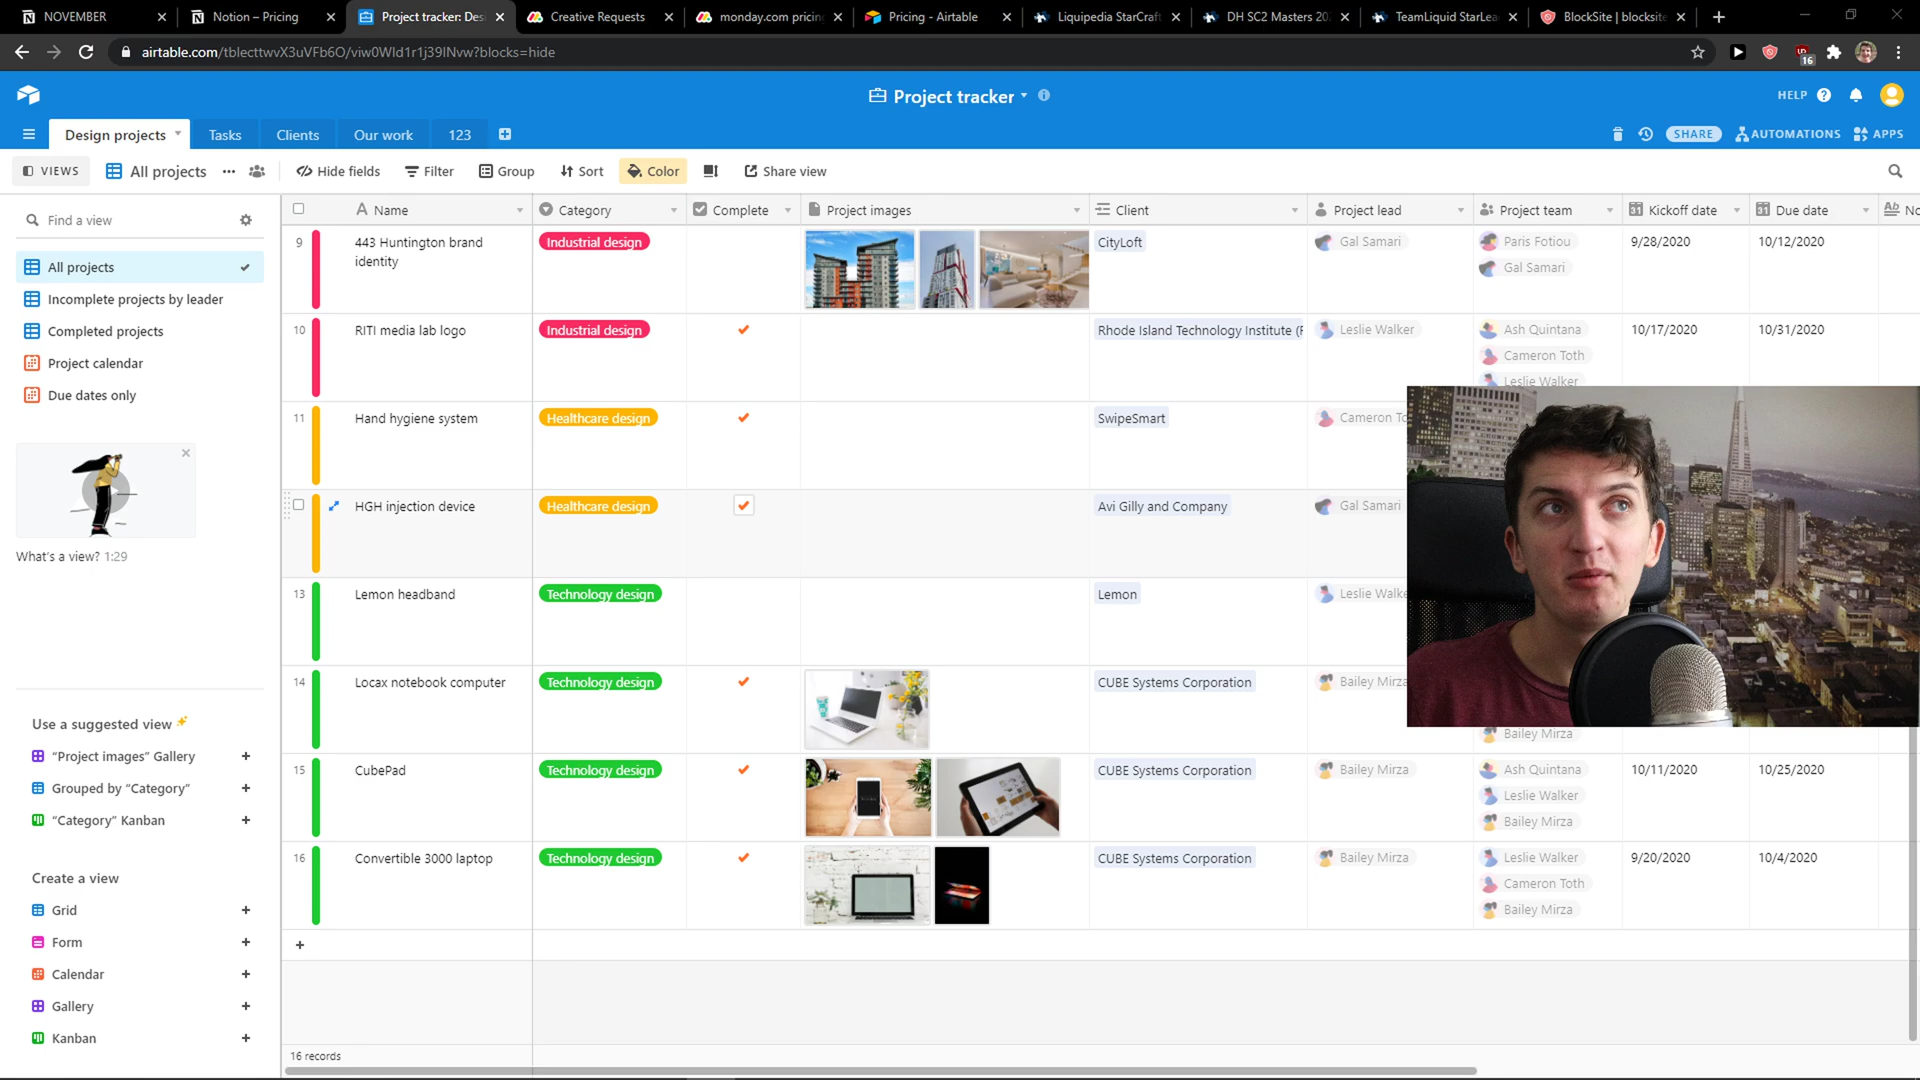 NOVEMBER
Notion – Pricing
Project tracker: Des
Creative Requests
monday.com pricin
Pricing - Airtable
Liquipedia StarCraft
DH SC2 Masters 202
TeamLiquid StarLea
BlockSite | blocksite
airtable.com/tblecttwvX3uVFb6O/viw0Wld1r1j39lNvw?blocks=hide
16
Project tracker
HELP
Design projects
Tasks
Clients
Our work
123
SHARE
AUTOMATIONS
APPS
VIEWS
All projects
Hide fields
Filter
Group
Sort
Color
Share view
Find a view
Name
Category
Complete
Project images
Client
Project lead
Project team
Kickoff date
Due date
No
All projects
Incomplete projects by leader
Completed projects
Project calendar
Due dates only
What's a view? 1:29
Use a suggested view
“Project images” Gallery
Grouped by “Category”
“Category” Kanban
Create a view
Grid
Form
Calendar
Gallery
Kanban
9 443 Huntington brand identity Industrial design CityLoft Gal Samari Paris Fotiou 9/28/2020 10/12/2020
Gal Samari
10 RITI media lab logo Industrial design Rhode Island Technology Institute (F Leslie Walker Ash Quintana 10/17/2020 10/31/2020
Cameron Toth
Leslie Walker
11 Hand hygiene system Healthcare design SwipeSmart Cameron To
HGH injection device Healthcare design Avi Gilly and Company Gal Samari
13 Lemon headband Technology design Lemon Leslie Walke
14 Locax notebook computer Technology design CUBE Systems Corporation Bailey Mirza
Bailey Mirza
15 CubePad Technology design CUBE Systems Corporation Bailey Mirza Ash Quintana 10/11/2020 10/25/2020
Leslie Walker
Bailey Mirza
16 Convertible 3000 laptop Technology design CUBE Systems Corporation Bailey Mirza Leslie Walker 9/20/2020 10/4/2020
Cameron Toth
Bailey Mirza
16 records